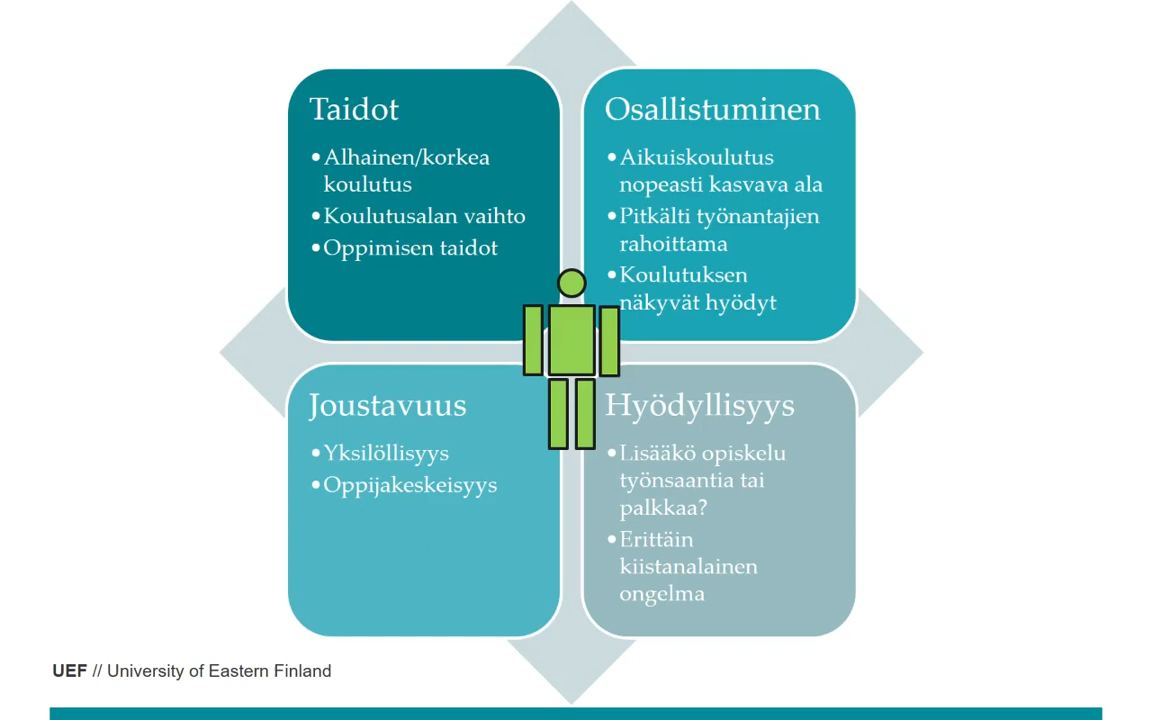 Taidot
•Alhainen/korkea
koulutus
•Koulutusalan vaihto
•Oppimisen taidot
Osallistuminen
•Aikuiskoulutus
nopeasti kasvava ala
•Pitkälti työnantajien
rahoittama
•Koulutuksen
näkyvät hyödyt
Joustavuus
•Yksilöllisyys
•Oppijakeskeisyys
Hyödyllisyys
•Lisääkö opiskelu
työnsaantia tai
palkkaa?
•Erittäin
kiistanalainen
ongelma
UEF // University of Eastern Finland